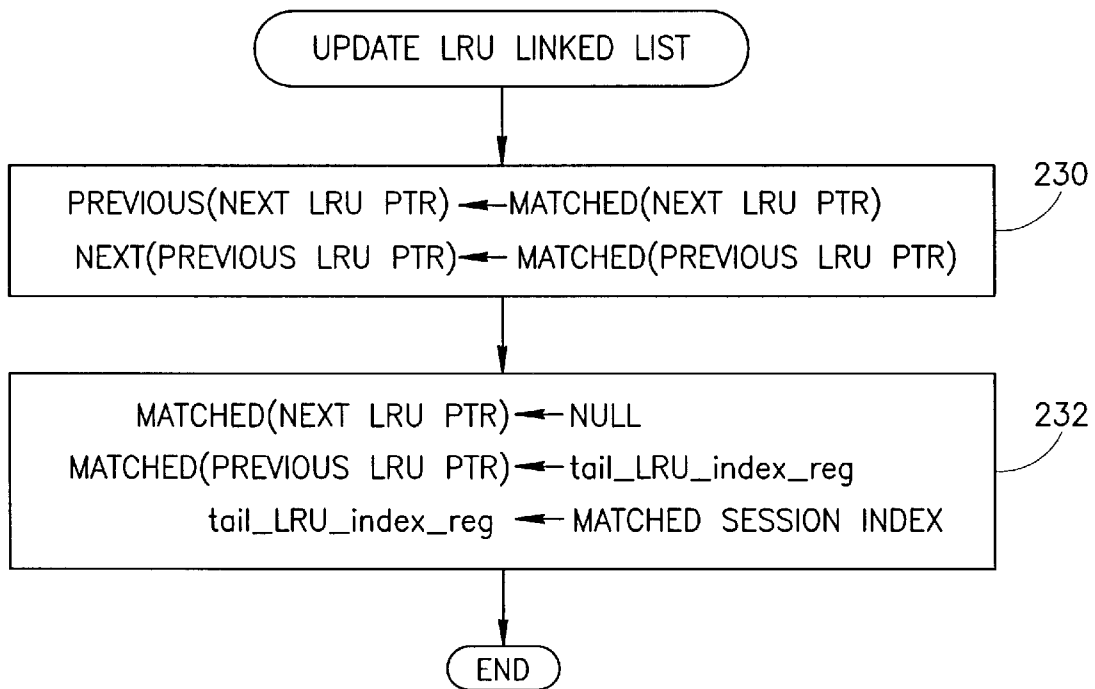 UPDATE LRU LINKED LIST
230
PREVIOUS(NEXT LRU PTR) ← MATCHED(NEXT LRU PTR)
NEXT(PREVIOUS LRU PTR) ← MATCHED(PREVIOUS LRU PTR)
232
MATCHED(NEXT LRU PTR) ← NULL
MATCHED(PREVIOUS LRU PTR) ← tail_LRU_index_reg
tail_LRU_index_reg ← MATCHED SESSION INDEX
END